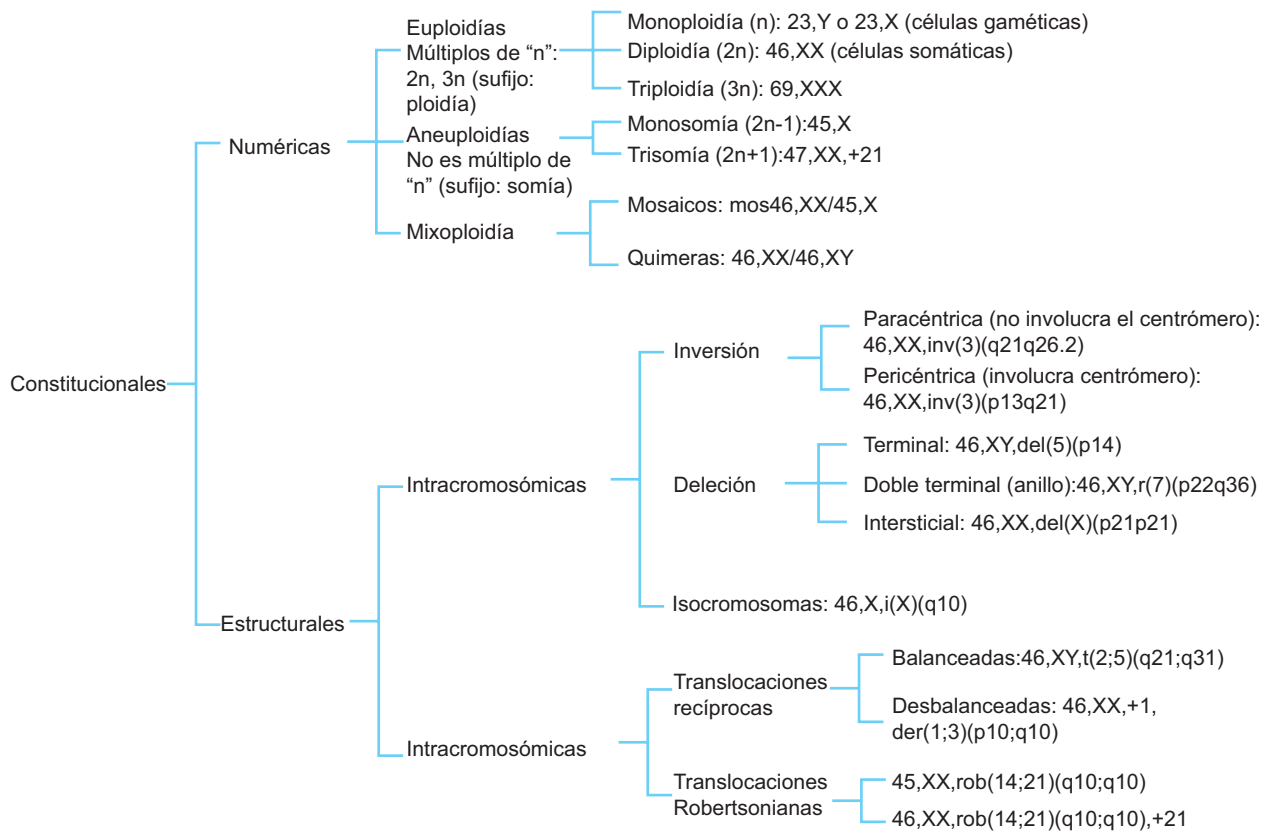 Constitucionales
Numéricas
Euploidías
Múltiplos de “n”:
2n, 3n (sufijo:
ploidía)
Monoploidía (n): 23,Y o 23,X (células gaméticas)
Diploidía (2n): 46,XX (células somáticas)
Triploidía (3n): 69,XXX
Aneuploidías
No es múltiplo de
“n” (sufijo: somía)
Monosomía (2n-1):45,X
Trisomía (2n+1):47,XX,+21
Mixoploidía
Mosaicos: mos46,XX/45,X
Quimeras: 46,XX/46,XY
Estructurales
Intracromosómicas
Inversión
Paracéntrica (no involucra el centrómero):
46,XX,inv(3)(q21q26.2)
Pericéntrica (involucra centrómero):
46,XX,inv(3)(p13q21)
Deleción
Terminal: 46,XY,del(5)(p14)
Doble terminal (anillo):46,XY,r(7)(p22q36)
Intersticial: 46,XX,del(X)(p21p21)
Isocromosomas: 46,X,i(X)(q10)
Intracromosómicas
Translocaciones
recíprocas
Balanceadas:46,XY,t(2;5)(q21;q31)
Desbalanceadas: 46,XX,+1,
der(1;3)(p10;q10)
Translocaciones
Robertsonianas
45,XX,rob(14;21)(q10;q10)
46,XX,rob(14;21)(q10;q10),+21